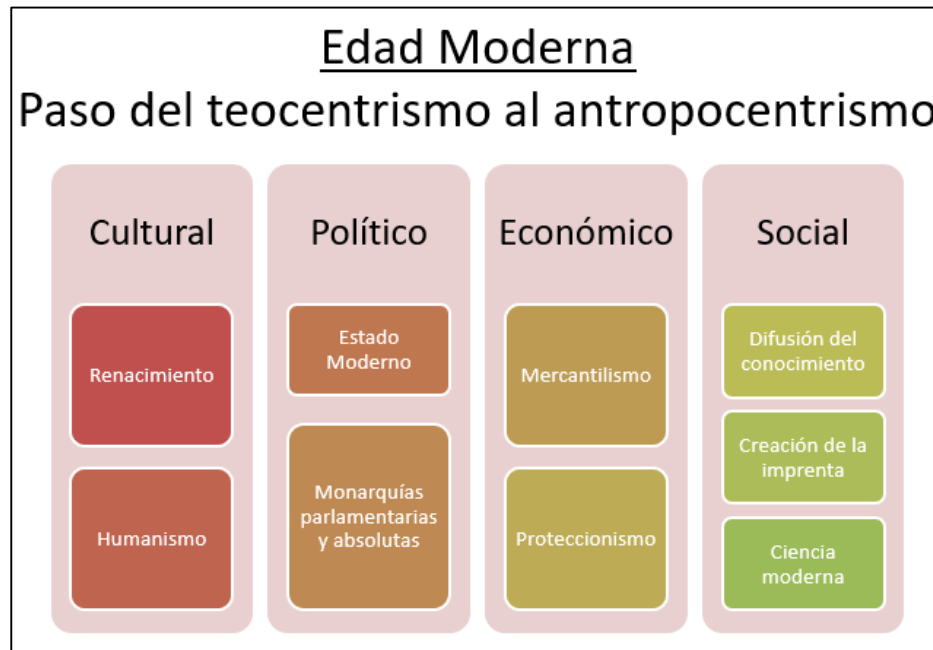 Edad Moderna
Paso del teocentrismo al antropocentrismo
Cultural
Renacimiento
Humanismo
Político
Estado
Moderno
Monarquías
parlamentarias
y absolutas
Económico
Mercantilismo
Proteccionismo
Social
Difusión del
conocimiento
Creación de la
imprenta
Ciencia
moderna